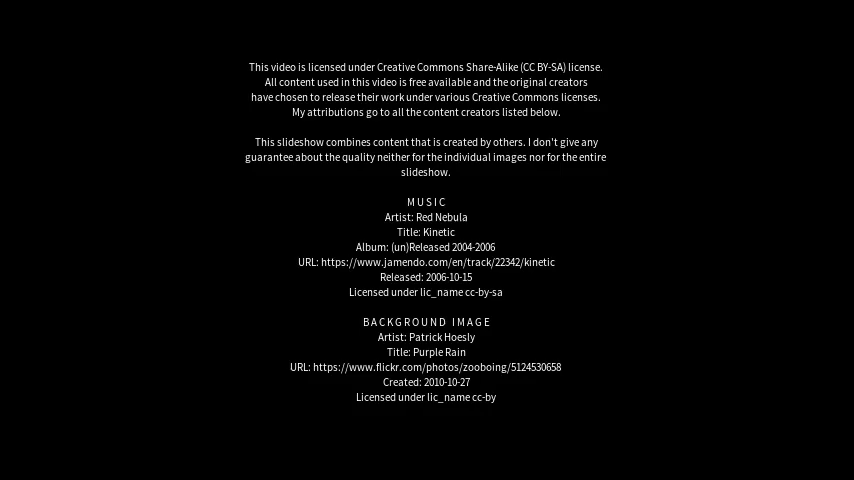 This video is licensed under Creative Commons Share-Alike (CC BY-SA) license.
All content used in this video is free available and the original creators
have chosen to release their work under various Creative Commons licenses.
My attributions go to all the content creators listed below.
This slideshow combines content that is created by others. I don't give any
guarantee about the quality neither for the individual images nor for the entire
slideshow.
MUSIC
Artist: Red Nebula
Title: Kinetic
Album: (un)Released 2004-2006
URL: https://www.jamendo.com/en/track/22342/kinetic
Released: 2006-10-15
Licensed under lic_name cc-by-sa
BACKGROUND IMAGE
Artist: Patrick Hoesly
Title: Purple Rain
URL: https://www.flickr.com/photos/zooboing/5124530658
Created: 2010-10-27
Licensed under lic_name cc-by